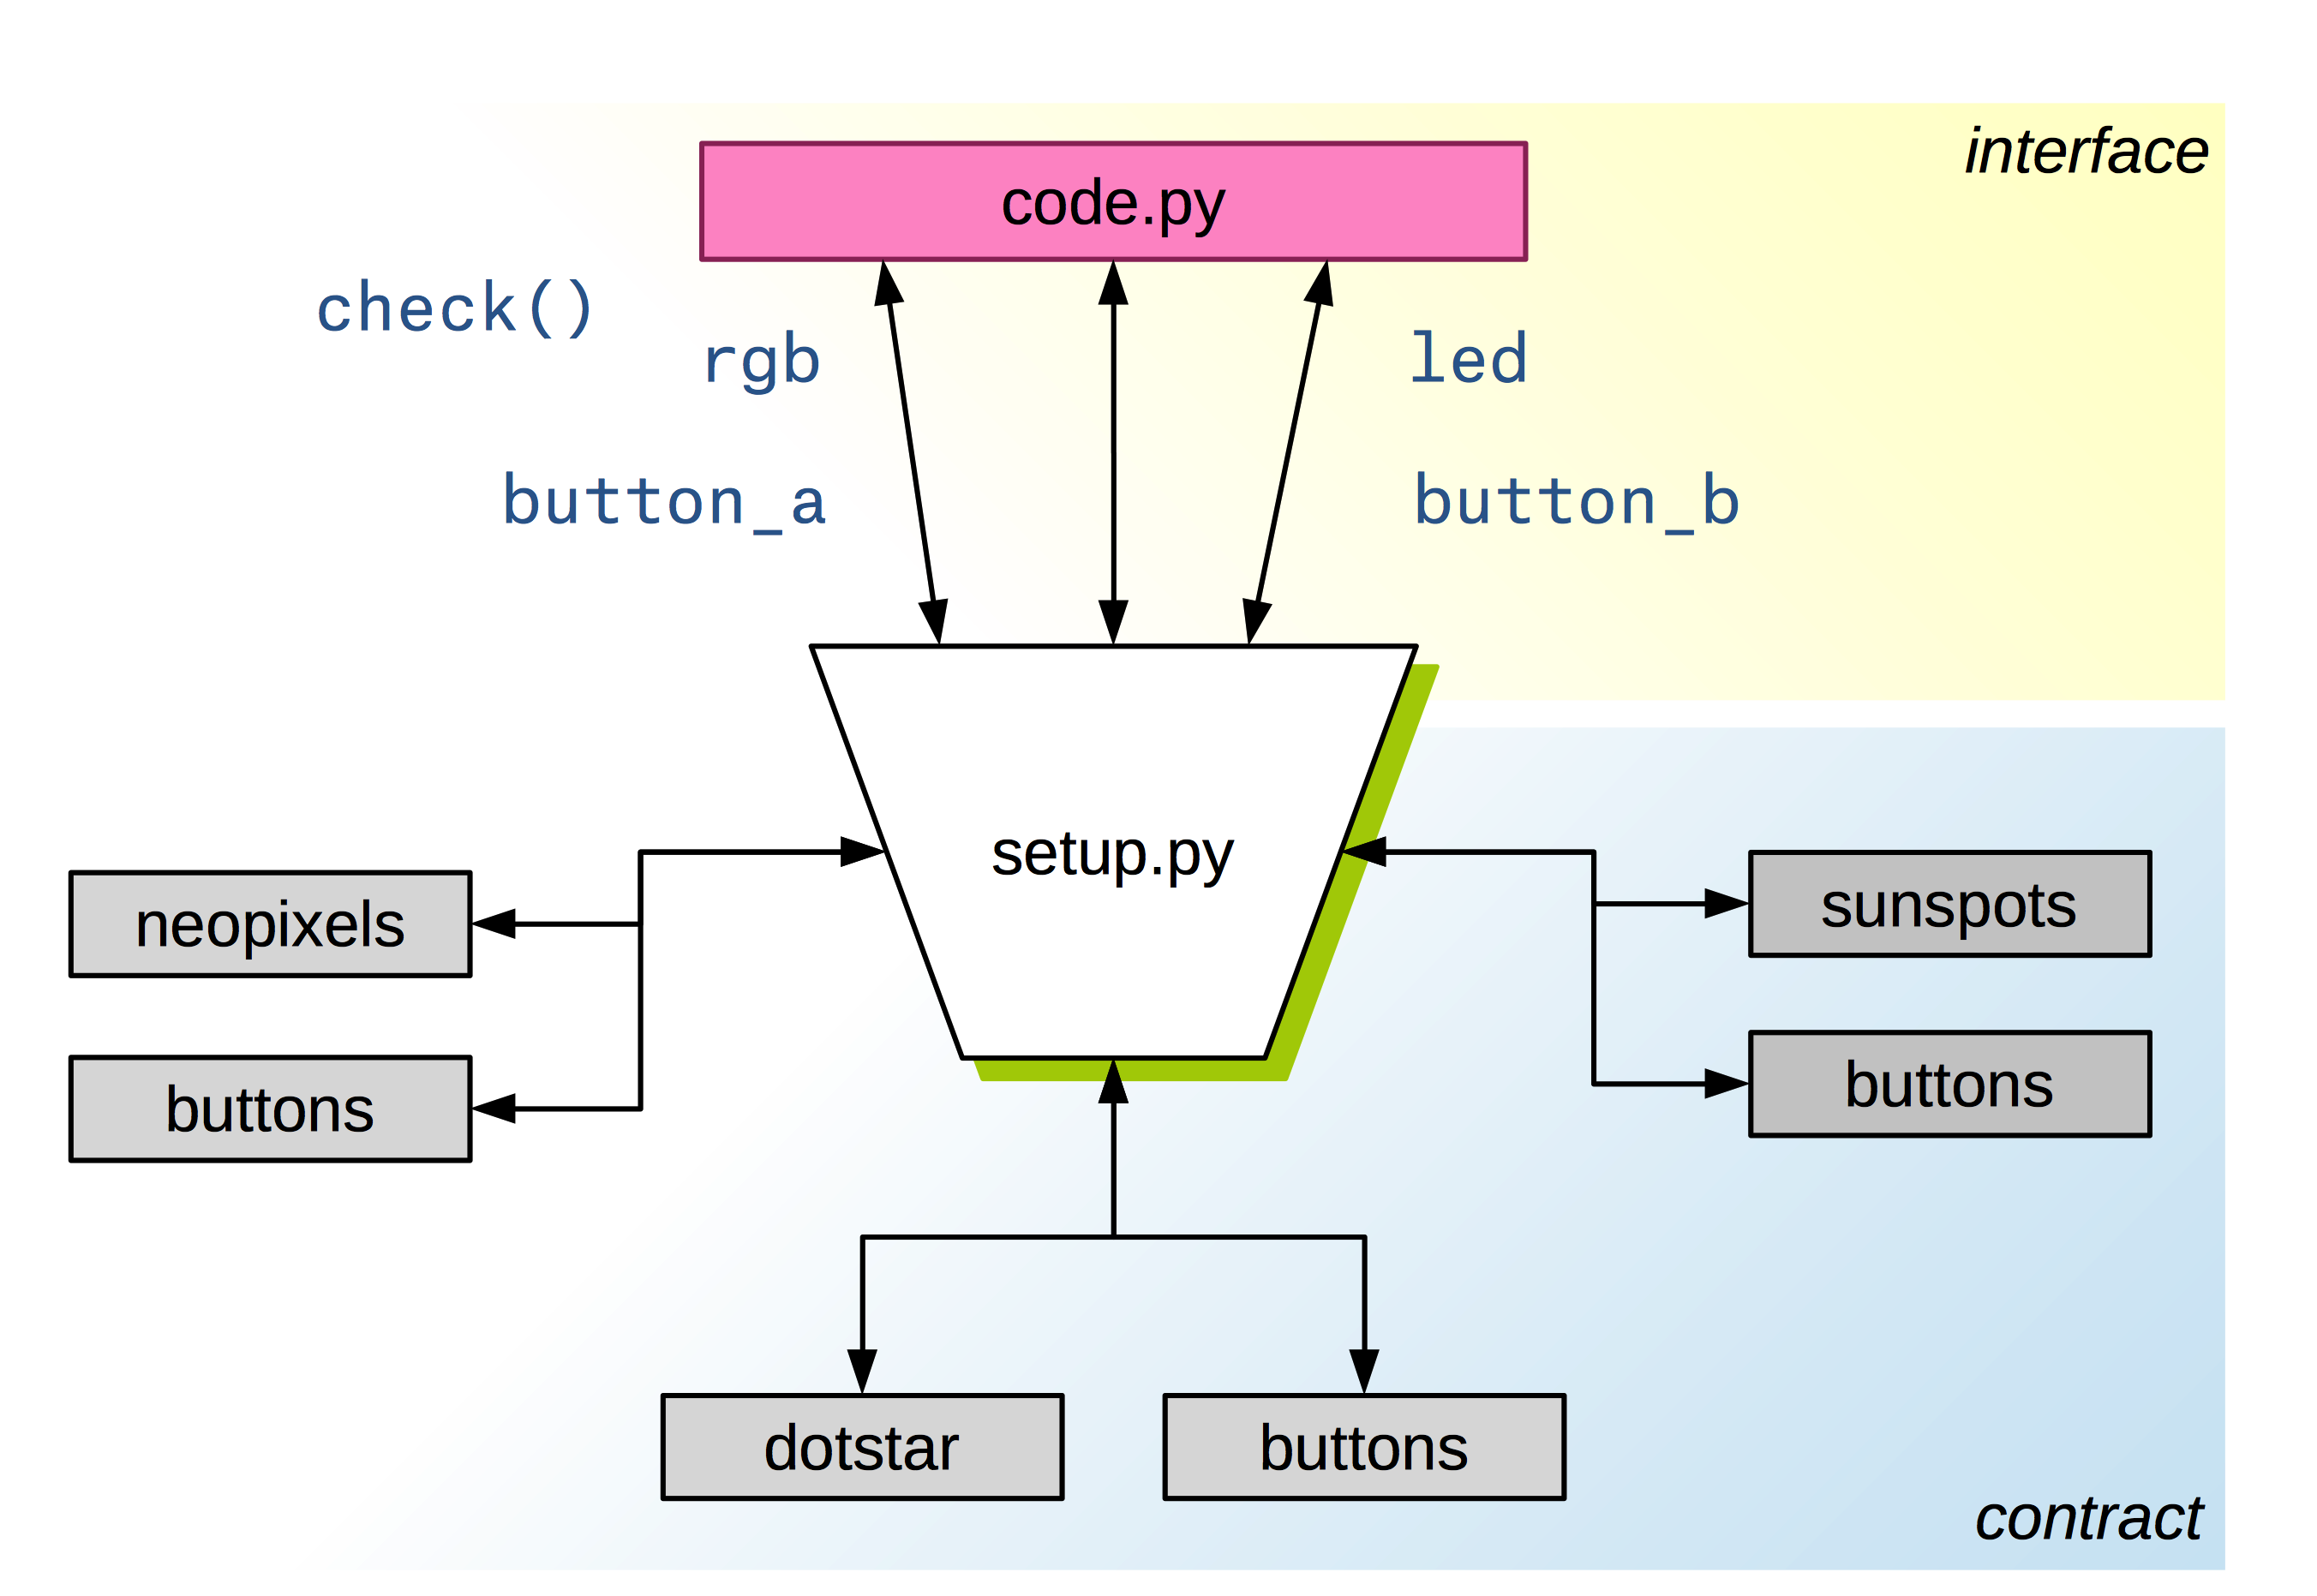 interface
code.py
check()
rgb
led
button_a
button_b
setup.py
neopixels
sunspots
buttons
buttons
dotstar
buttons
contract